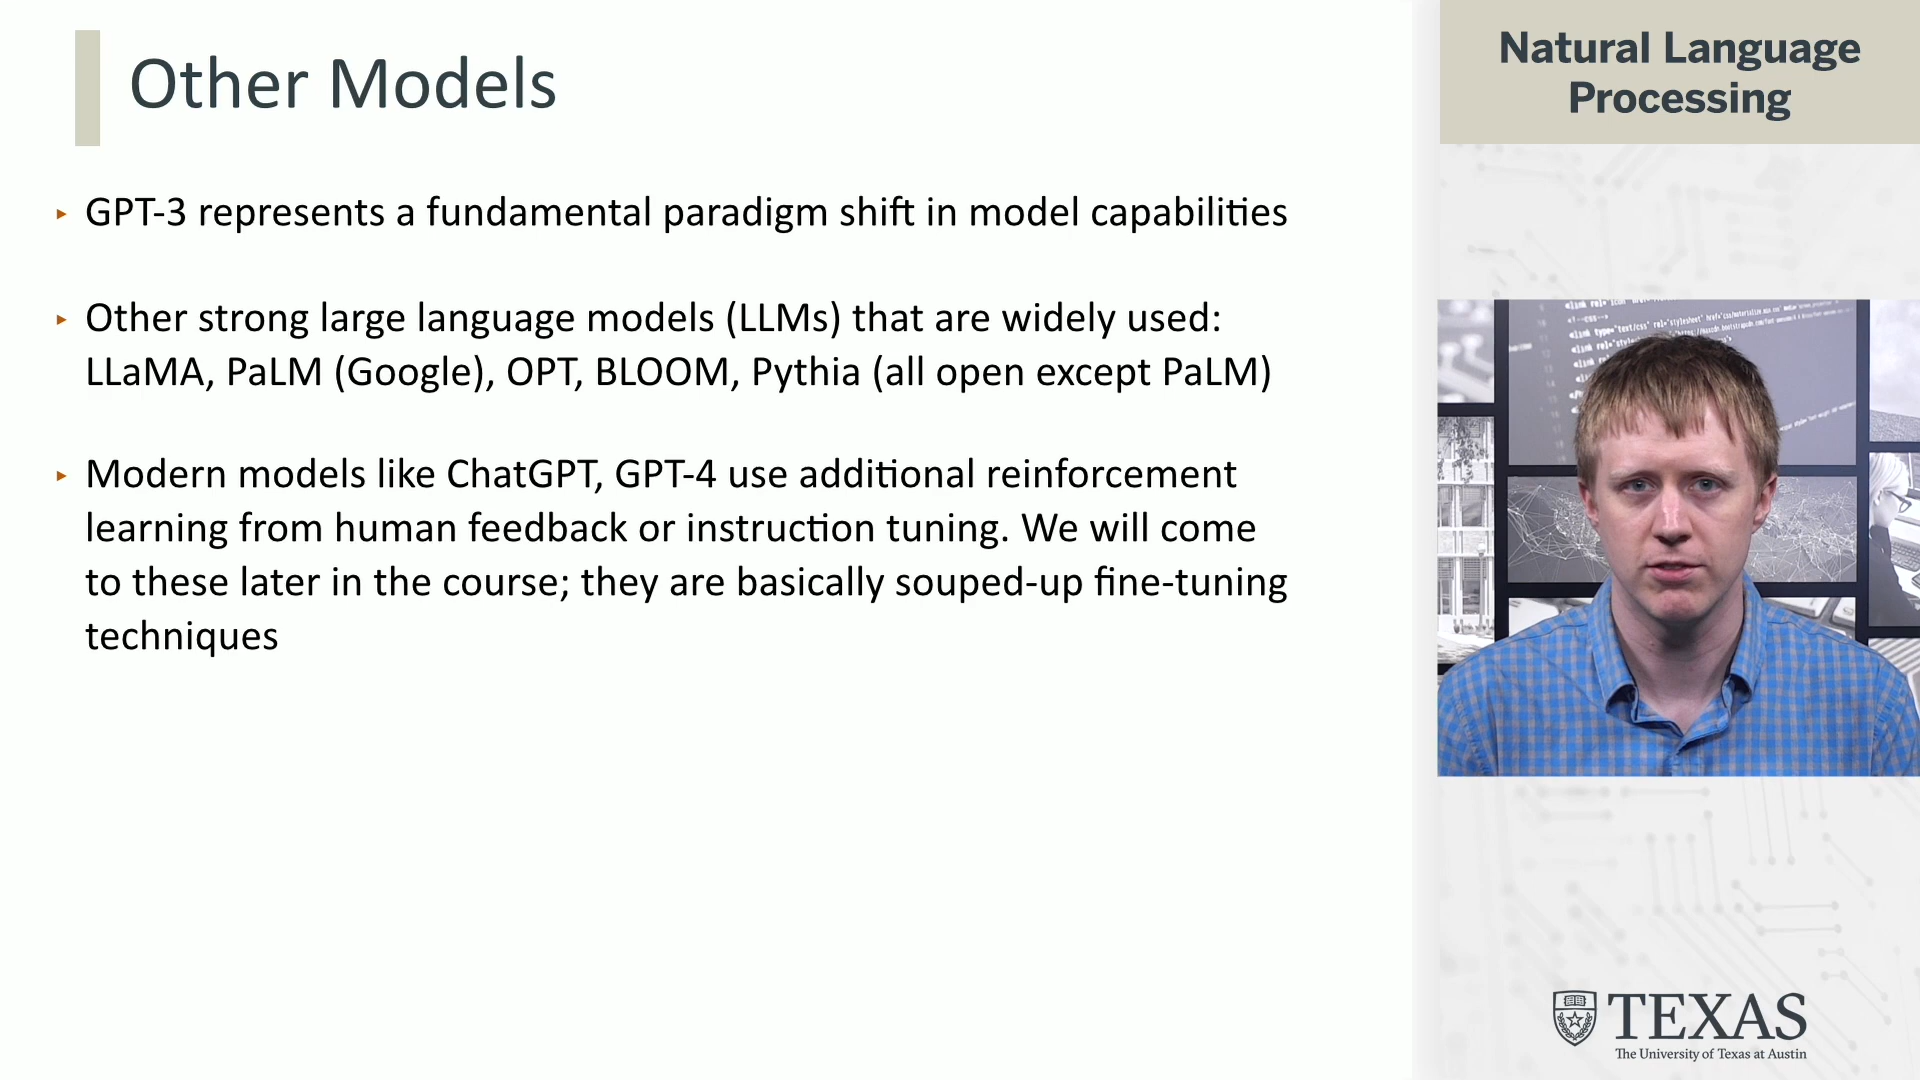 Other Models
Natural Language
Processing
‣ GPT-3 represents a fundamental paradigm shift in model capabilities
‣ Other strong large language models (LLMs) that are widely used:
LLaMA, PaLM (Google), OPT, BLOOM, Pythia (all open except PaLM)
‣ Modern models like ChatGPT, GPT-4 use additional reinforcement
learning from human feedback or instruction tuning. We will come
to these later in the course; they are basically souped-up fine-tuning
techniques
TEXAS
The University of Texas at Austin